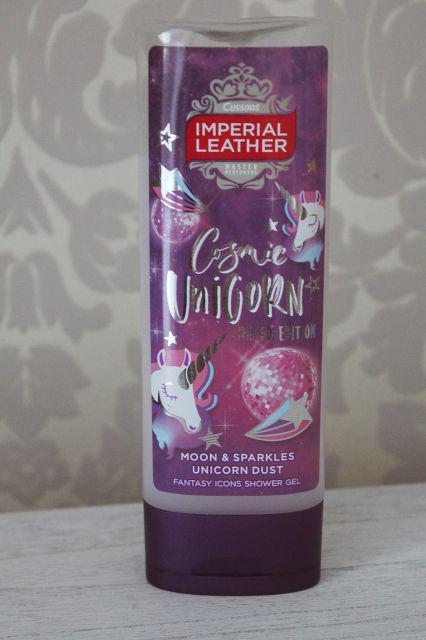 Cussons
IMPERIAL
LEATHER
MASTER
PERFUMERS
Cosmic
UNICORN
LIMITED EDITION
MOON & SPARKLES
UNICORN DUST
FANTASY ICONS SHOWER GEL